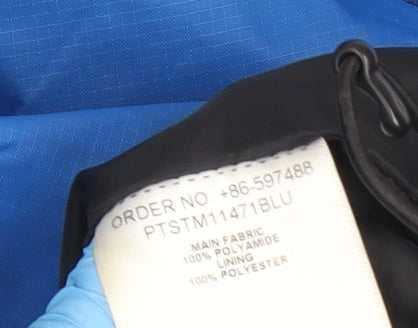 ORDER NO: +86-597488
PTSTM11471BLU
MAIN FABRIC
100% POLYAMIDE
LINING
100% POLYESTER